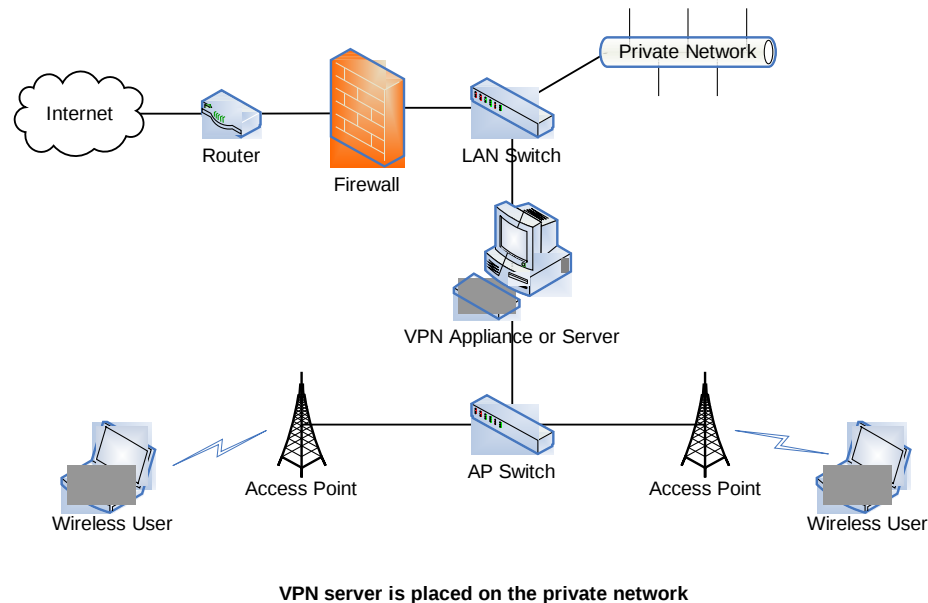 Private Network
Internet
Router
LAN Switch
Firewall
VPN Appliance or Server
AP Switch
Access Point
Access Point
Wireless User
Wireless User
VPN server is placed on the private network